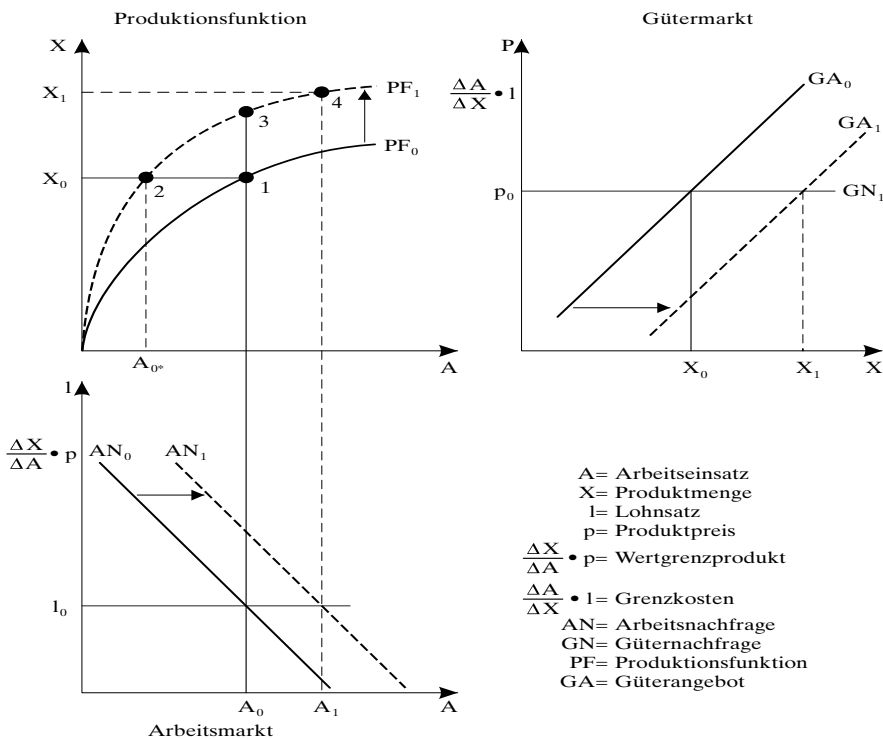 Produktionsfunktion
X
X₁
X₀
1
2
3
4
PF₁
PF₀
A₀*
A
Gütermarkt
P
ΔA/ΔX • l
GA₀
GA₁
p₀
GN₁
X₀
X₁
X
l
ΔX/ΔA • p
AN₀
AN₁
l₀
A₀
A₁
A
Arbeitsmarkt
A= Arbeitseinsatz
X= Produktmenge
l= Lohnsatz
p= Produktpreis
ΔX/ΔA • p= Wertgrenzprodukt
ΔA/ΔX • l= Grenzkosten
AN= Arbeitsnachfrage
GN= Güternachfrage
PF= Produktionsfunktion
GA= Güterangebot